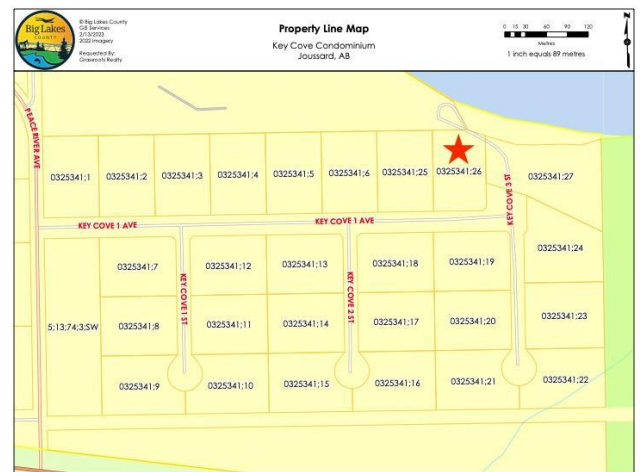 Big Lakes
COUNTY
© Big Lakes County
GIS Services
2/13/2023
2022 Imagery
Requested By:
Grassroots Realty
Property Line Map
Key Cove Condominium
Joussard, AB
0 15 30 60 90 120
Metres
1 inch equals 89 metres
PEACE RIVER AVE
0325341;1
0325341;2
0325341;3
0325341;4
0325341;5
0325341;6
0325341;25
0325341;26
0325341;27
KEY COVE 3 ST
KEY COVE 1 AVE
KEY COVE 1 AVE
0325341;7
0325341;12
0325341;13
0325341;18
0325341;19
0325341;24
KEY COVE 1 ST
KEY COVE 2 ST
5;13;74;3;SW
0325341;8
0325341;11
0325341;14
0325341;17
0325341;20
0325341;23
0325341;9
0325341;10
0325341;15
0325341;16
0325341;21
0325341;22